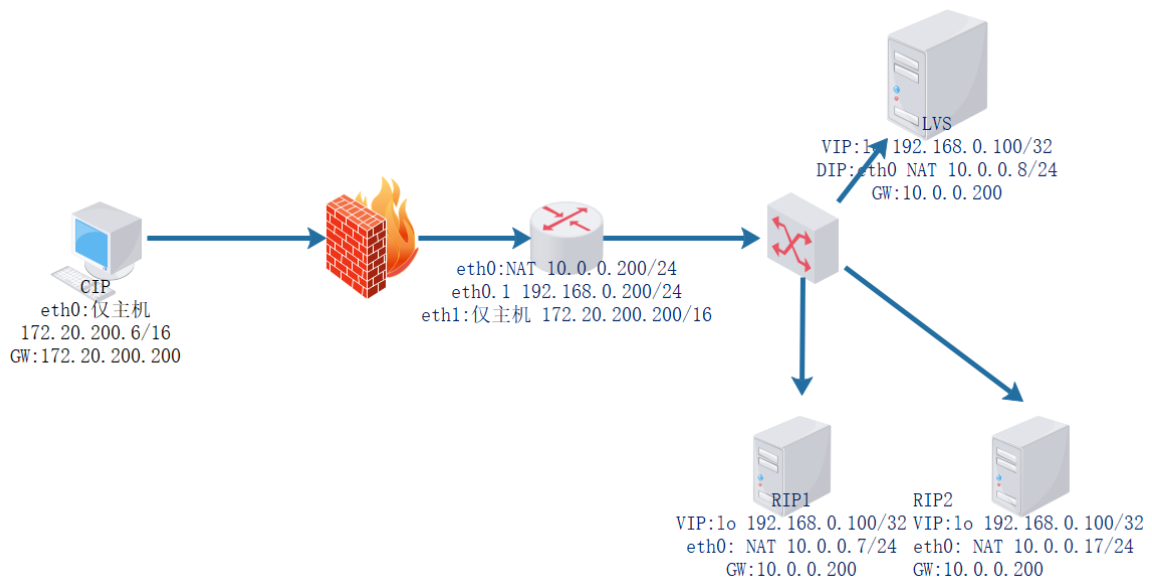 LVS
VIP:lo 192.168.0.100/32
DIP:eth0 NAT 10.0.0.8/24
GW:10.0.0.200
CIP
eth0:仅主机
172.20.200.6/16
GW:172.20.200.200
eth0:NAT 10.0.0.200/24
eth0.1 192.168.0.200/24
eth1:仅主机 172.20.200.200/16
RIP1
VIP:lo 192.168.0.100/32
eth0: NAT 10.0.0.7/24
GW:10.0.0.200
RIP2
VIP:lo 192.168.0.100/32
eth0: NAT 10.0.0.17/24
GW:10.0.0.200